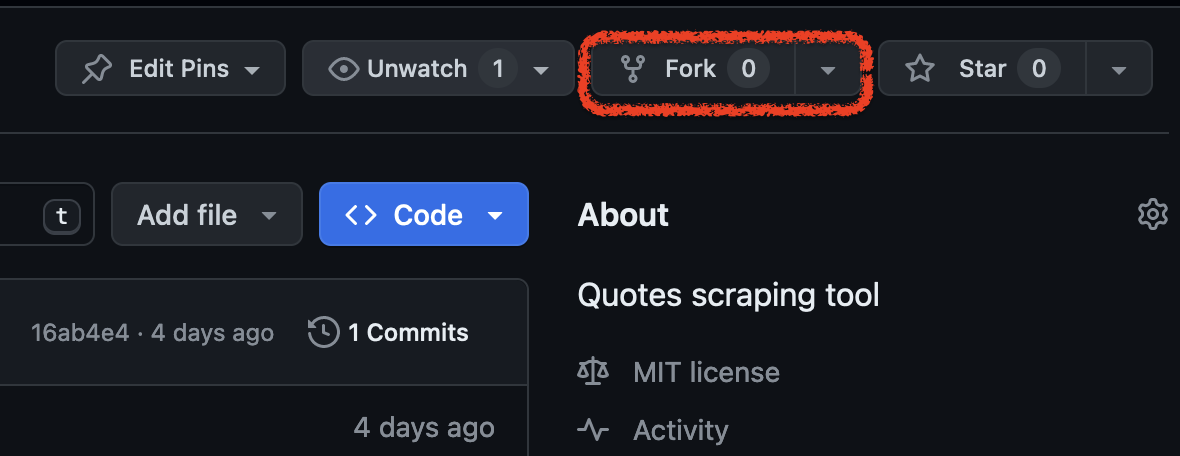 Edit Pins Unwatch 1 Fork 0 Star 0
t Add file <> Code About
Quotes scraping tool
16ab4e4 · 4 days ago 1 Commits
MIT license
4 days ago Activity